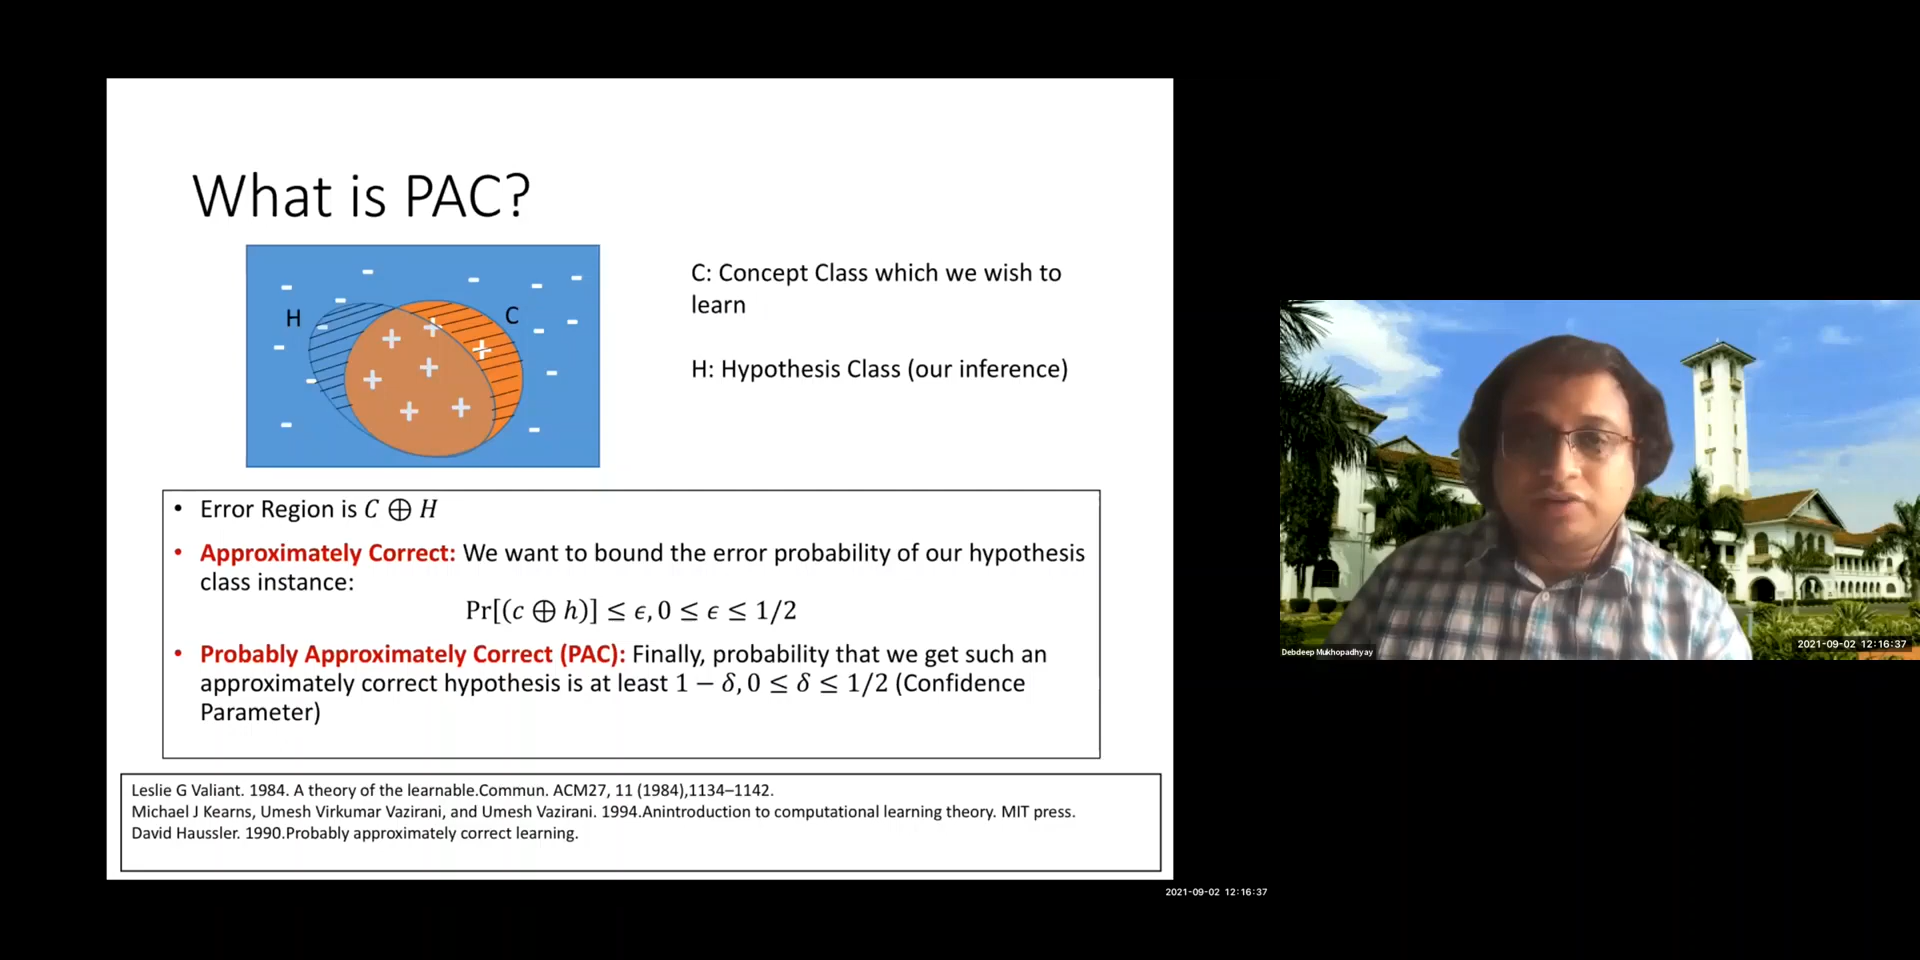 What is PAC?
H
C
C: Concept Class which we wish to
learn
H: Hypothesis Class (our inference)
• Error Region is C ⊕ H
• Approximately Correct: We want to bound the error probability of our hypothesis
class instance:
Pr[(c ⊕ h)] ≤ ϵ, 0 ≤ ϵ ≤ 1/2
• Probably Approximately Correct (PAC): Finally, probability that we get such an
approximately correct hypothesis is at least 1 − δ, 0 ≤ δ ≤ 1/2 (Confidence
Parameter)
Leslie G Valiant. 1984. A theory of the learnable.Commun. ACM27, 11 (1984),1134–1142.
Michael J Kearns, Umesh Virkumar Vazirani, and Umesh Vazirani. 1994.Anintroduction to computational learning theory. MIT press.
David Haussler. 1990.Probably approximately correct learning.
2021-09-02 12:16:37
Debdeep Mukhopadhyay
2021-09-02 12:16:37